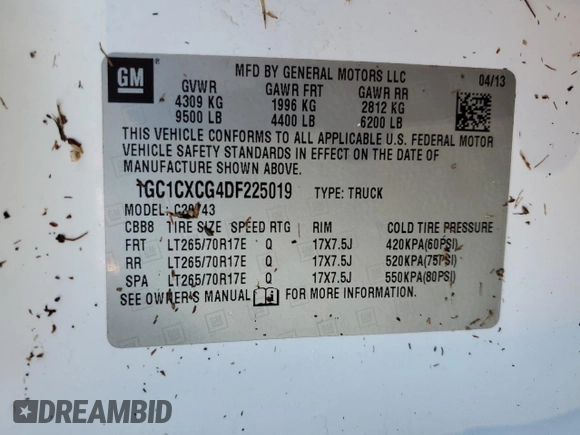 GM
®
MFD BY GENERAL MOTORS LLC 04/13
GVWR GAWR FRT GAWR RR
4309 KG 1996 KG 2812 KG
9500 LB 4400 LB 6200 LB
THIS VEHICLE CONFORMS TO ALL APPLICABLE U.S. FEDERAL MOTOR
VEHICLE SAFETY STANDARDS IN EFFECT ON THE DATE OF
MANUFACTURE SHOWN ABOVE.
1GC1CXCG4DF225019 TYPE: TRUCK
MODEL:
CBB8 TIRE SIZE SPEED RTG RIM COLD TIRE PRESSURE
FRT LT265/70R17E Q 17X7.5J 420KPA(60PSI)
RR LT265/70R17E Q 17X7.5J 520KPA(75PSI)
SPA LT265/70R17E Q 17X7.5J 550KPA(80PSI)
SEE OWNER'S MANUAL FOR MORE INFORMATION.
DREAMBID